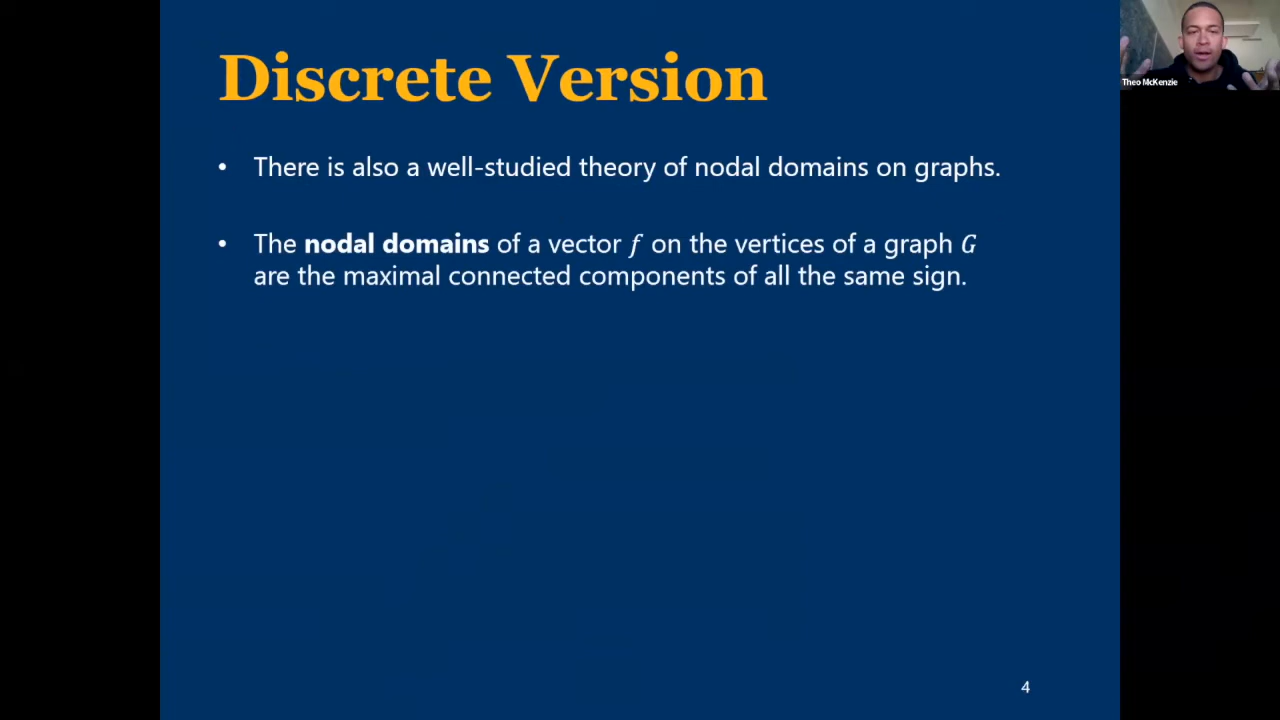 Discrete Version
• There is also a well-studied theory of nodal domains on graphs.
• The nodal domains of a vector f on the vertices of a graph G
are the maximal connected components of all the same sign.
4
Theo McKenzie